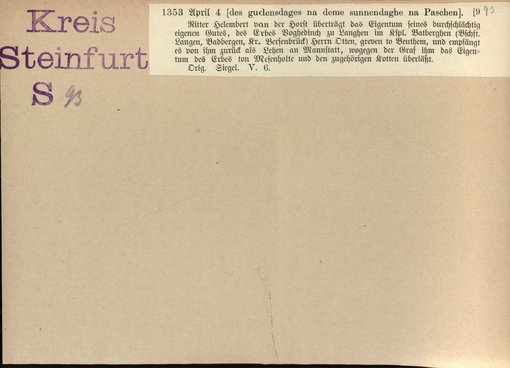 Kreis
Steinfurt
S 93
1353 April 4 [des gudensdages na deme sunnendaghe na Paschen]. [9 93
Ritter Helembert van der Horst überträgt das Eigentum seines durchschlächtig
eigenen Gutes, des Erbes Voghedinch zu Langhen im Kspl. Batberghen (Bschst.
Langen, Badbergen, Kr. Bersenbrück) Herrn Otten, greven to Benthem, und empfängt
es von ihm zurück als Lehen an Mannstatt, wogegen der Graf ihm das Eigen-
tum des Erbes ton Mesenholte und den zugehörigen Kotten überläßt.
Orig. Siegel. V. 6.